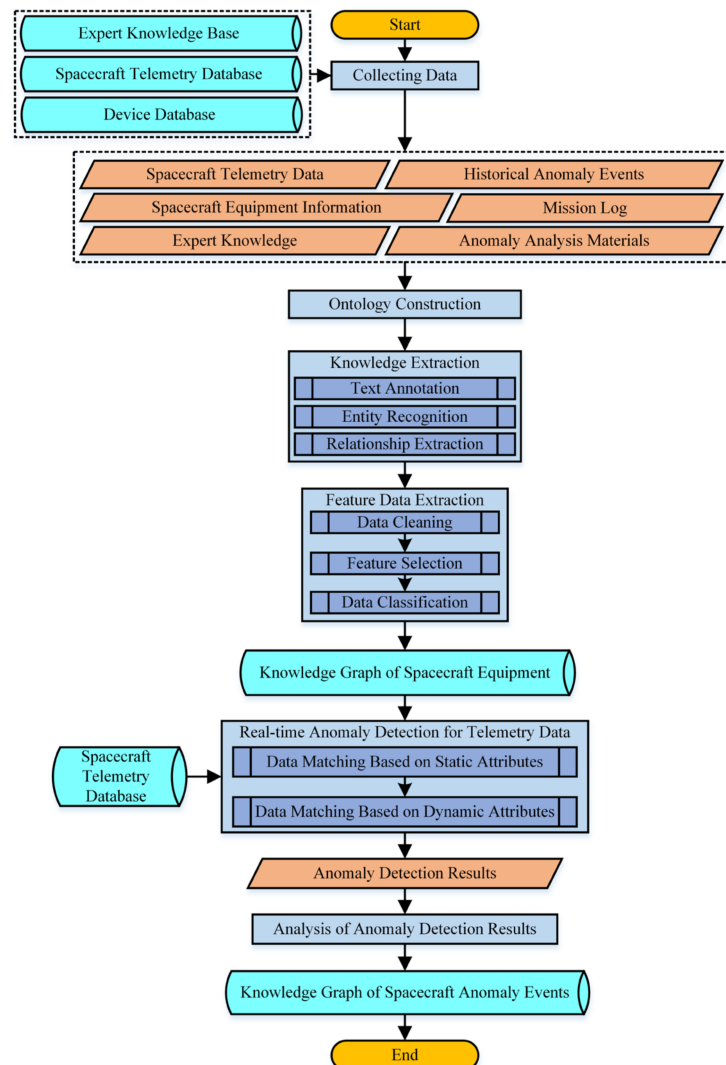 Expert Knowledge Base
Start
Spacecraft Telemetry Database
Collecting Data
Device Database
Spacecraft Telemetry Data
Historical Anomaly Events
Spacecraft Equipment Information
Mission Log
Expert Knowledge
Anomaly Analysis Materials
Ontology Construction
Knowledge Extraction
Text Annotation
Entity Recognition
Relationship Extraction
Feature Data Extraction
Data Cleaning
Feature Selection
Data Classification
Knowledge Graph of Spacecraft Equipment
Real-time Anomaly Detection for Telemetry Data
Spacecraft
Telemetry
Database
Data Matching Based on Static Attributes
Data Matching Based on Dynamic Attributes
Anomaly Detection Results
Analysis of Anomaly Detection Results
Knowledge Graph of Spacecraft Anomaly Events
End